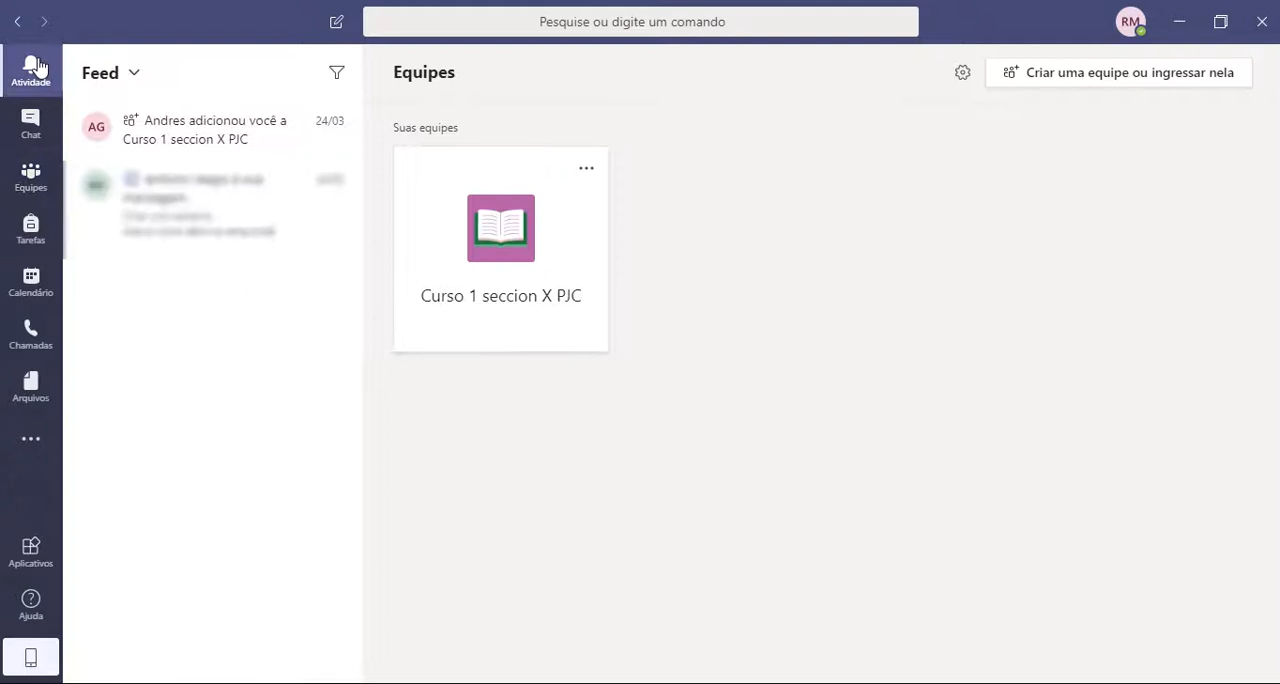 Pesquise ou digite um comando
RM
Atividade
Chat
Equipes
Tarefas
Calendário
Chamadas
Arquivos
Aplicativos
Ajuda
Feed
AG
Andres adicionou você a
Curso 1 seccion X PJC
24/03
Equipes
Criar uma equipe ou ingressar nela
Suas equipes
Curso 1 seccion X PJC